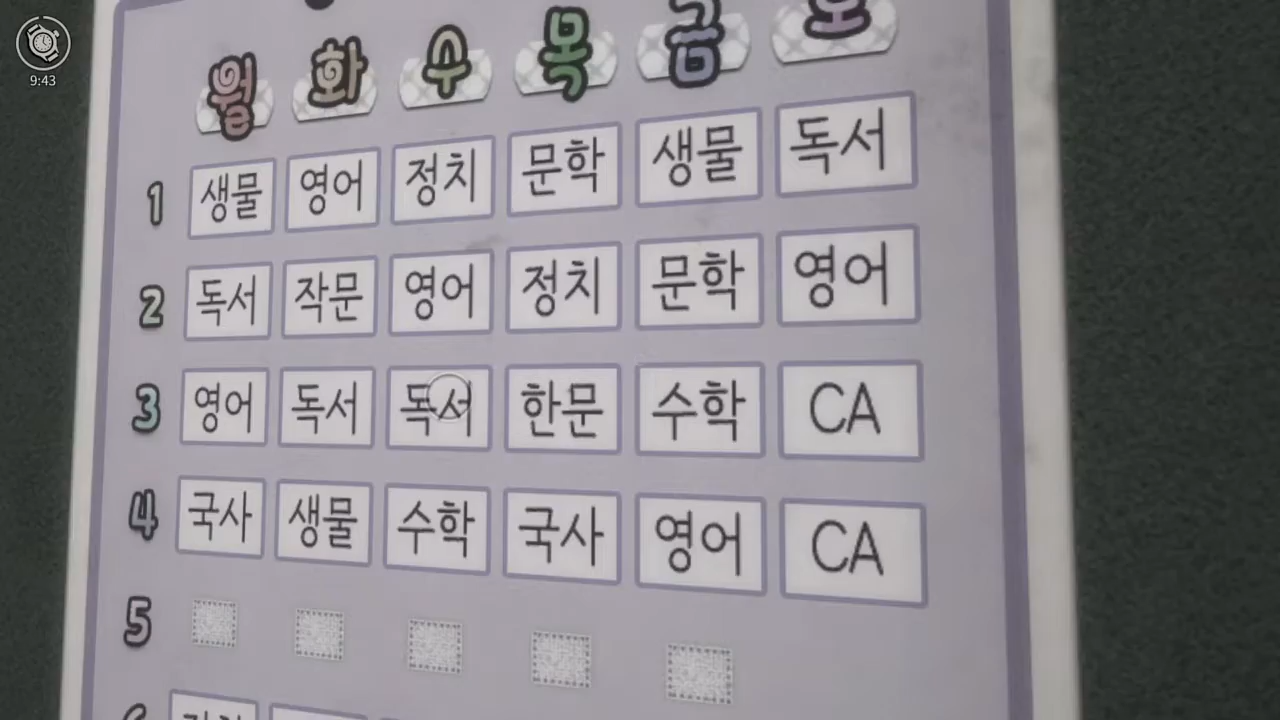 9:43
월 화 수 목 금 토
1 생물 영어 정치 문학 생물 독서
2 독서 작문 영어 정치 문학 영어
3 영어 독서 독서 한문 수학 CA
4 국사 생물 수학 국사 영어 CA
5
6